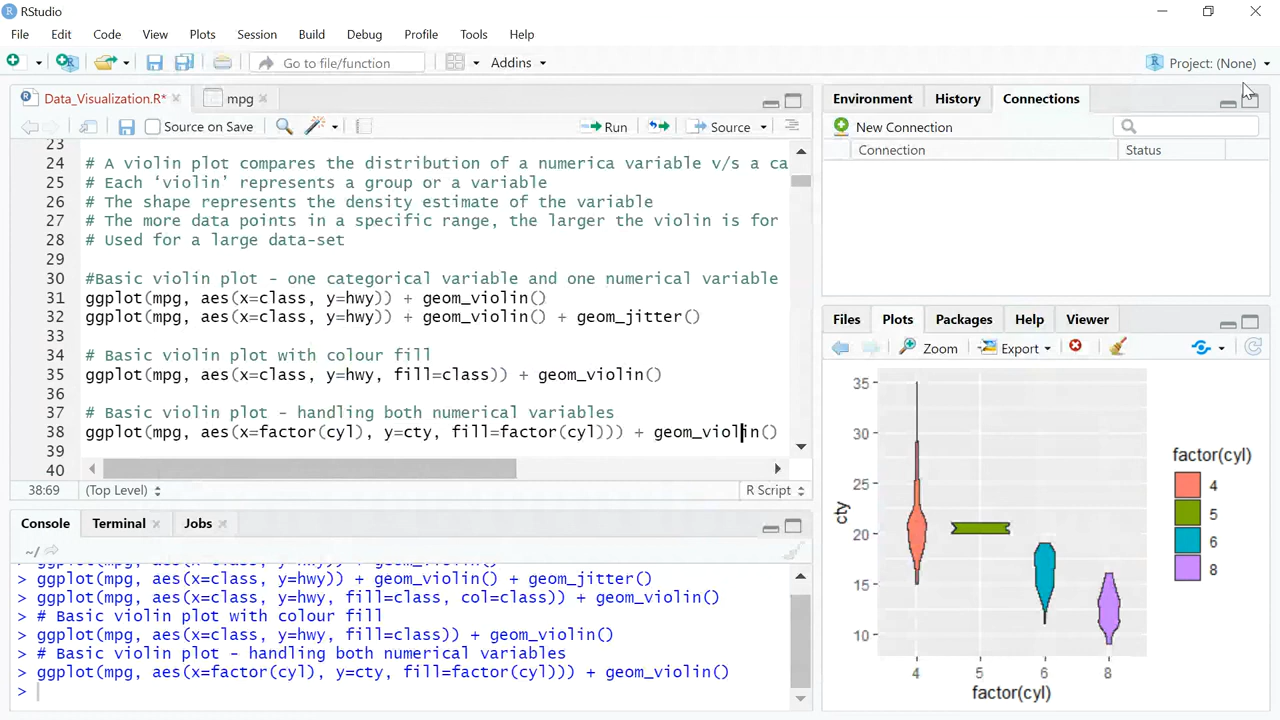 RStudio
File Edit Code View Plots Session Build Debug Profile Tools Help
Go to file/function Addins Project: (None)
Data_Visualization.R* mpg
Source on Save Run Source
23
24 # A violin plot compares the distribution of a numerica variable v/s a ca
25 # Each ‘violin’ represents a group or a variable
26 # The shape represents the density estimate of the variable
27 # The more data points in a specific range, the larger the violin is for
28 # Used for a large data-set
29
30 #Basic violin plot - one categorical variable and one numerical variable
31 ggplot(mpg, aes(x=class, y=hwy)) + geom_violin()
32 ggplot(mpg, aes(x=class, y=hwy)) + geom_violin() + geom_jitter()
33
34 # Basic violin plot with colour fill
35 ggplot(mpg, aes(x=class, y=hwy, fill=class)) + geom_violin()
36
37 # Basic violin plot - handling both numerical variables
38 ggplot(mpg, aes(x=factor(cyl), y=cty, fill=factor(cyl))) + geom_violin()
39
40
38:69 (Top Level) R Script
Console Terminal Jobs
~/
> ggplot(mpg, aes(x=class, y=hwy)) + geom_violin()
> ggplot(mpg, aes(x=class, y=hwy)) + geom_violin() + geom_jitter()
> ggplot(mpg, aes(x=class, y=hwy, fill=class, col=class)) + geom_violin()
> # Basic violin plot with colour fill
> ggplot(mpg, aes(x=class, y=hwy, fill=class)) + geom_violin()
> # Basic violin plot - handling both numerical variables
> ggplot(mpg, aes(x=factor(cyl), y=cty, fill=factor(cyl))) + geom_violin()
>
Environment History Connections
New Connection
Connection Status
Files Plots Packages Help Viewer
Zoom Export
35
30
25
20
15
10
cty
4 5 6 8
factor(cyl)
factor(cyl)
4
5
6
8